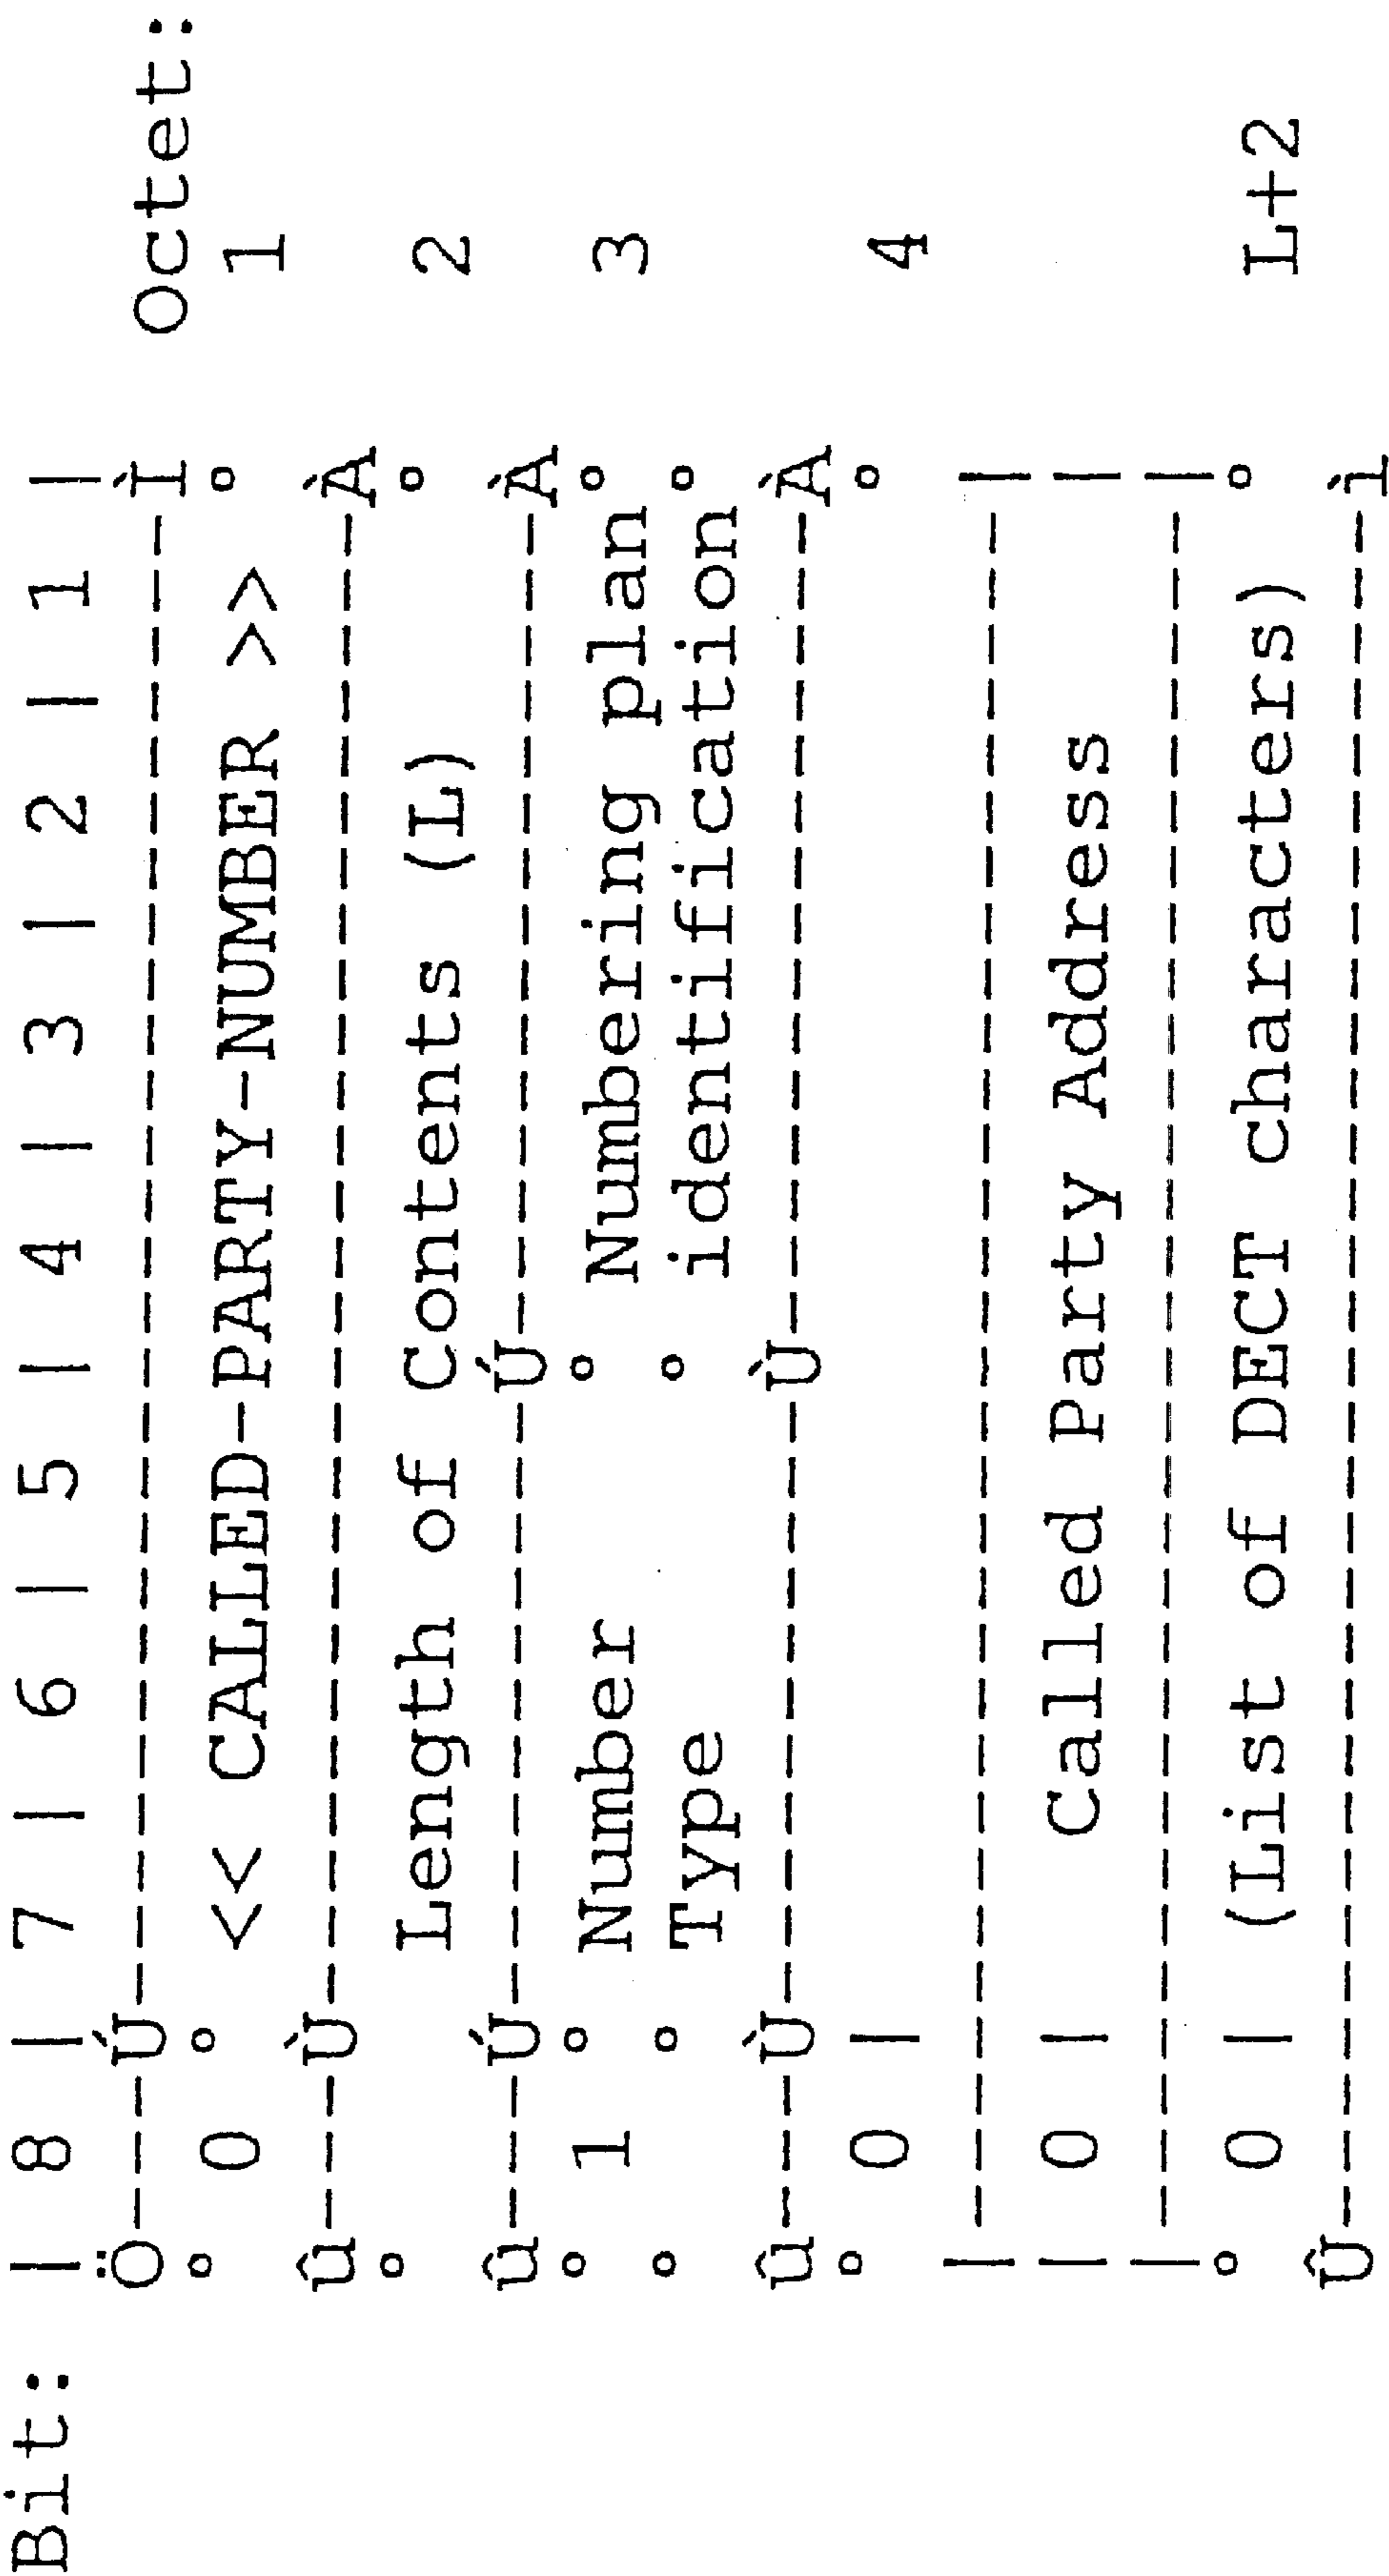 Bit: | 8 | 7 | 6 | 5 | 4 | 3 | 2 | 1 |
Ö---Ú---------------------------Ì Octet:
° 0 << CALLED-PARTY-NUMBER >> ° 1
û---Ù---------------------------À
° Length of Contents (L) ° 2
û---Ú-----------Ú---------------À
° 1 ° Number ° Numbering plan ° 3
° ° Type ° identification °
û---Ù-----------Ù---------------À
° 0 | ° 4
|-------------------------------|
| 0 | Called Party Address |
|-------------------------------|
° 0 | (List of DECT characters) ° L+2
Û-------------------------------ì